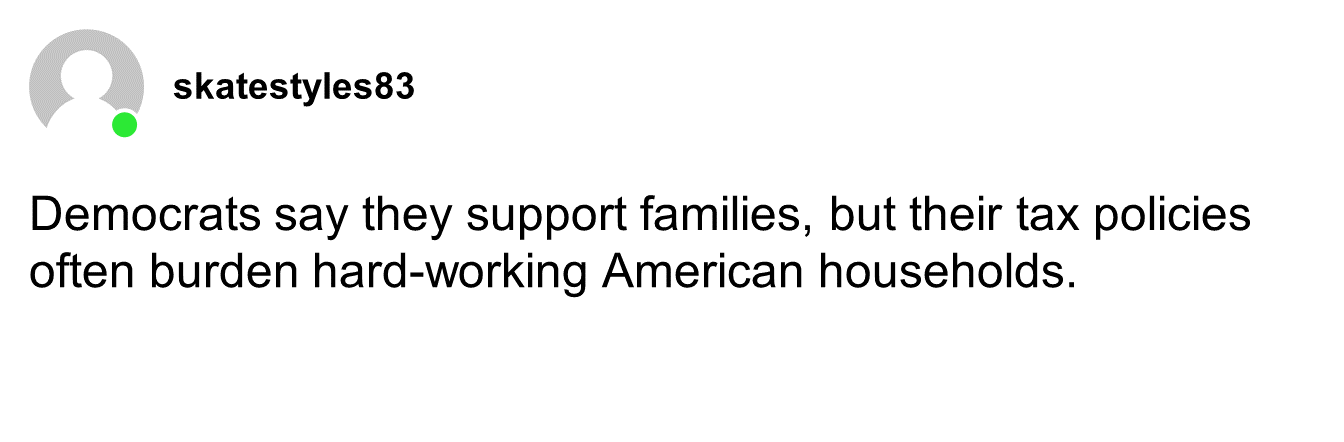 skatestyles83
Democrats say they support families, but their tax policies
often burden hard-working American households.